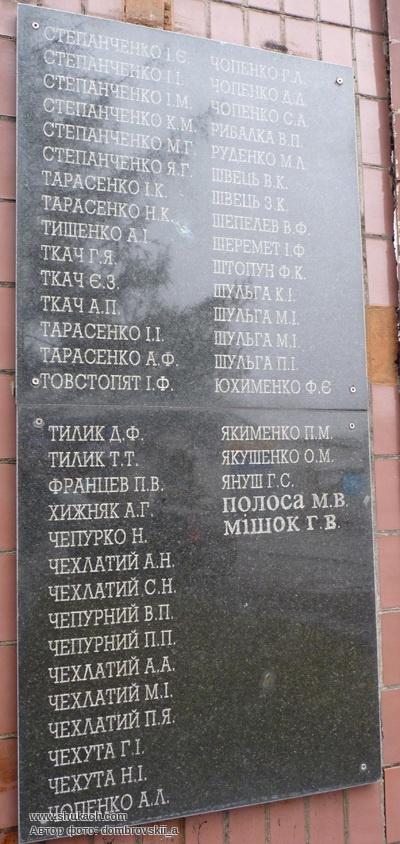 СТЕПАНЧЕНКО І.Є.
СТЕПАНЧЕНКО І.І.
СТЕПАНЧЕНКО І.М.
СТЕПАНЧЕНКО К.М.
СТЕПАНЧЕНКО М.Г.
СТЕПАНЧЕНКО Я.Г.
ТАРАСЕНКО І.К.
ТАРАСЕНКО Н.К.
ТИЩЕНКО А.І
ТКАЧ Г.Я.
ТКАЧ Є.З.
ТКАЧ А.П.
ТАРАСЕНКО І.І.
ТАРАСЕНКО А.Ф.
ТОВСТОПЯТ І.Ф.
ЧОПЕНКО Г.Л.
ЧОПЕНКО Д.Д.
ЧОПЕНКО С.А.
РИБАЛКА В.П.
РУДЕНКО М.Л.
ШВЕЦЬ В.К.
ШВЕЦЬ З.К.
ШЕПЕЛЕВ В.Ф.
ШЕРЕМЕТ І.Ф
ШТОПУН Ф.К.
ШУЛЬГА К.І.
ШУЛЬГА М.І.
ШУЛЬГА М.І.
ШУЛЬГА П.І.
ЮХИМЕНКО Ф.Є
ТИЛИК Д.Ф.
ТИЛИК Т.Т.
ФРАНЦЕВ П.В.
ХИЖНЯК А.Г.
ЧЕПУРКО Н.
ЧЕХЛАТИЙ А.Н.
ЧЕХЛАТИЙ С.Н.
ЧЕПУРНИЙ В.П.
ЧЕПУРНИЙ П.П.
ЧЕХЛАТИЙ А.А.
ЧЕХЛАТИЙ М.І.
ЧЕХЛАТИЙ П.Я.
ЧЕХУТА Г.І.
ЧЕХУТА Н.І.
ЧОПЕНКО А.Л.
ЯКИМЕНКО П.М.
ЯКУШЕНКО О.М.
ЯНУШ Г.С.
ПОЛОСА М.В.
МІШОК Г.В.
www.shukach.com
Автор фото: dombrovskii_a